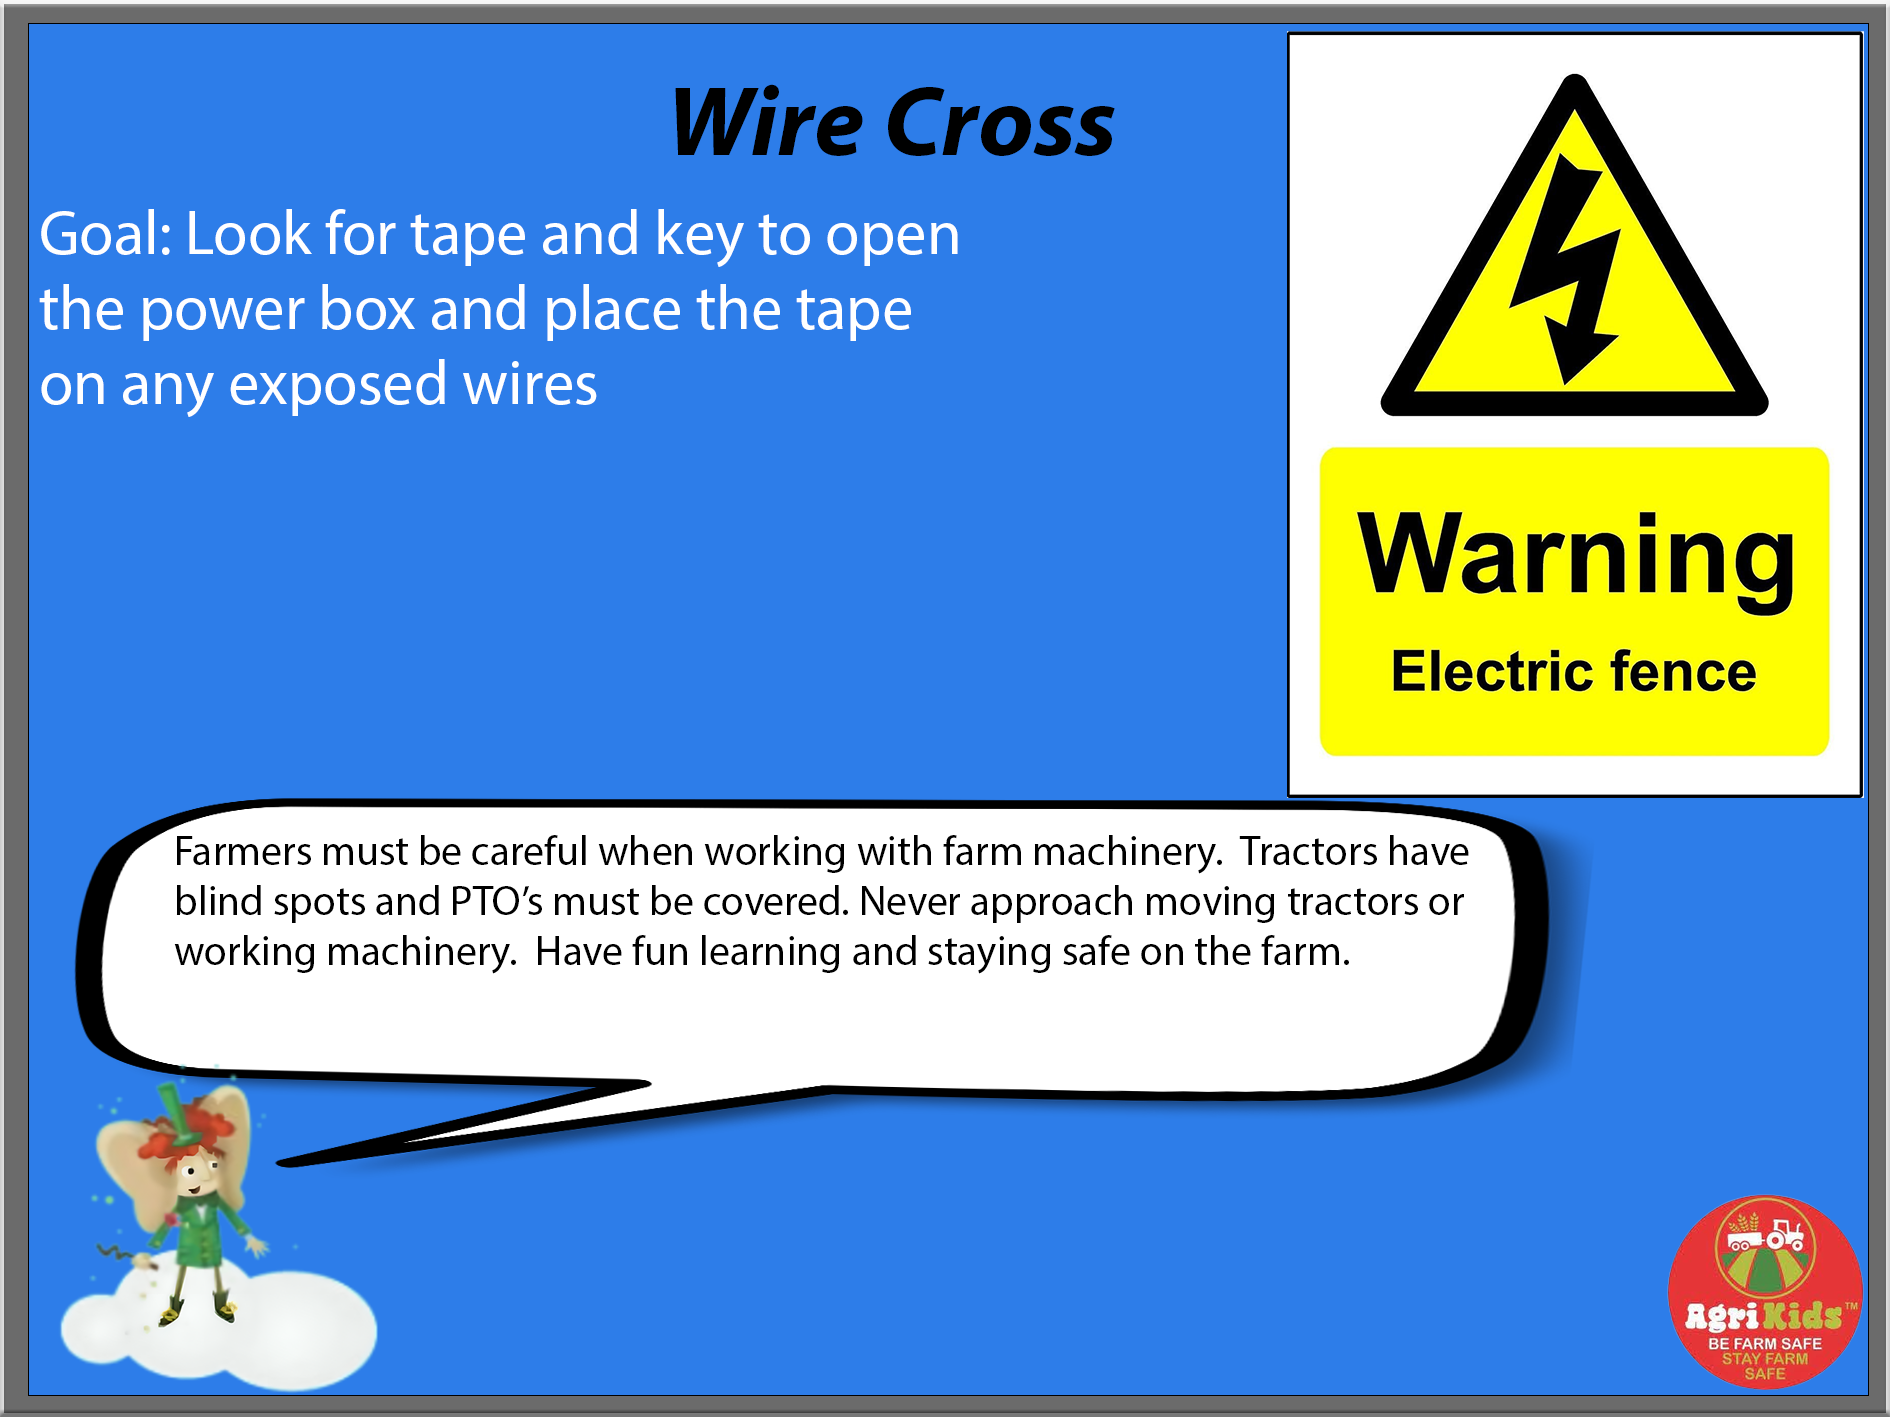 Wire Cross
Goal: Look for tape and key to open
the power box and place the tape
on any exposed wires
Warning
Electric fence
Farmers must be careful when working with farm machinery.  Tractors have
blind spots and PTO’s must be covered. Never approach moving tractors or
working machinery.  Have fun learning and staying safe on the farm.
AgriKids™
BE FARM SAFE
STAY FARM
SAFE